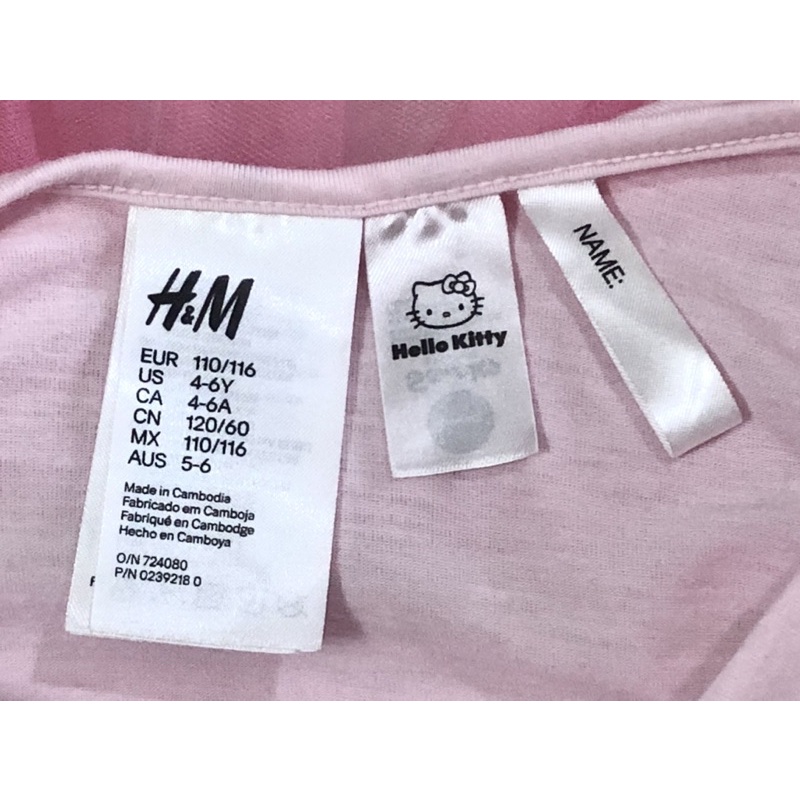 H&M
EUR 110/116
US 4-6Y
CA 4-6A
CN 120/60
MX 110/116
AUS 5-6
Made in Cambodia
Fabricado em Camboja
Fabriqué en Cambodge
Hecho en Camboya
O/N 724080
P/N 0239218 0
Hello Kitty
NAME: